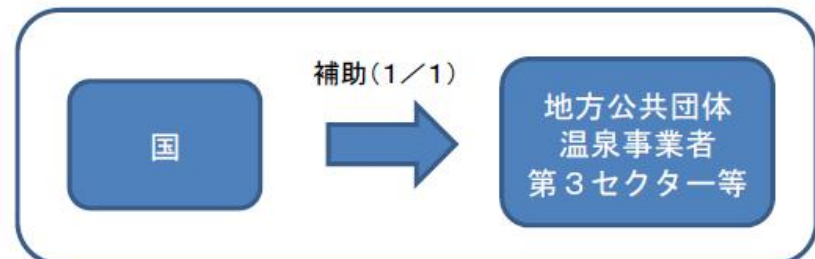 補助(1/1)
国
地方公共団体
温泉事業者
第3セクター等